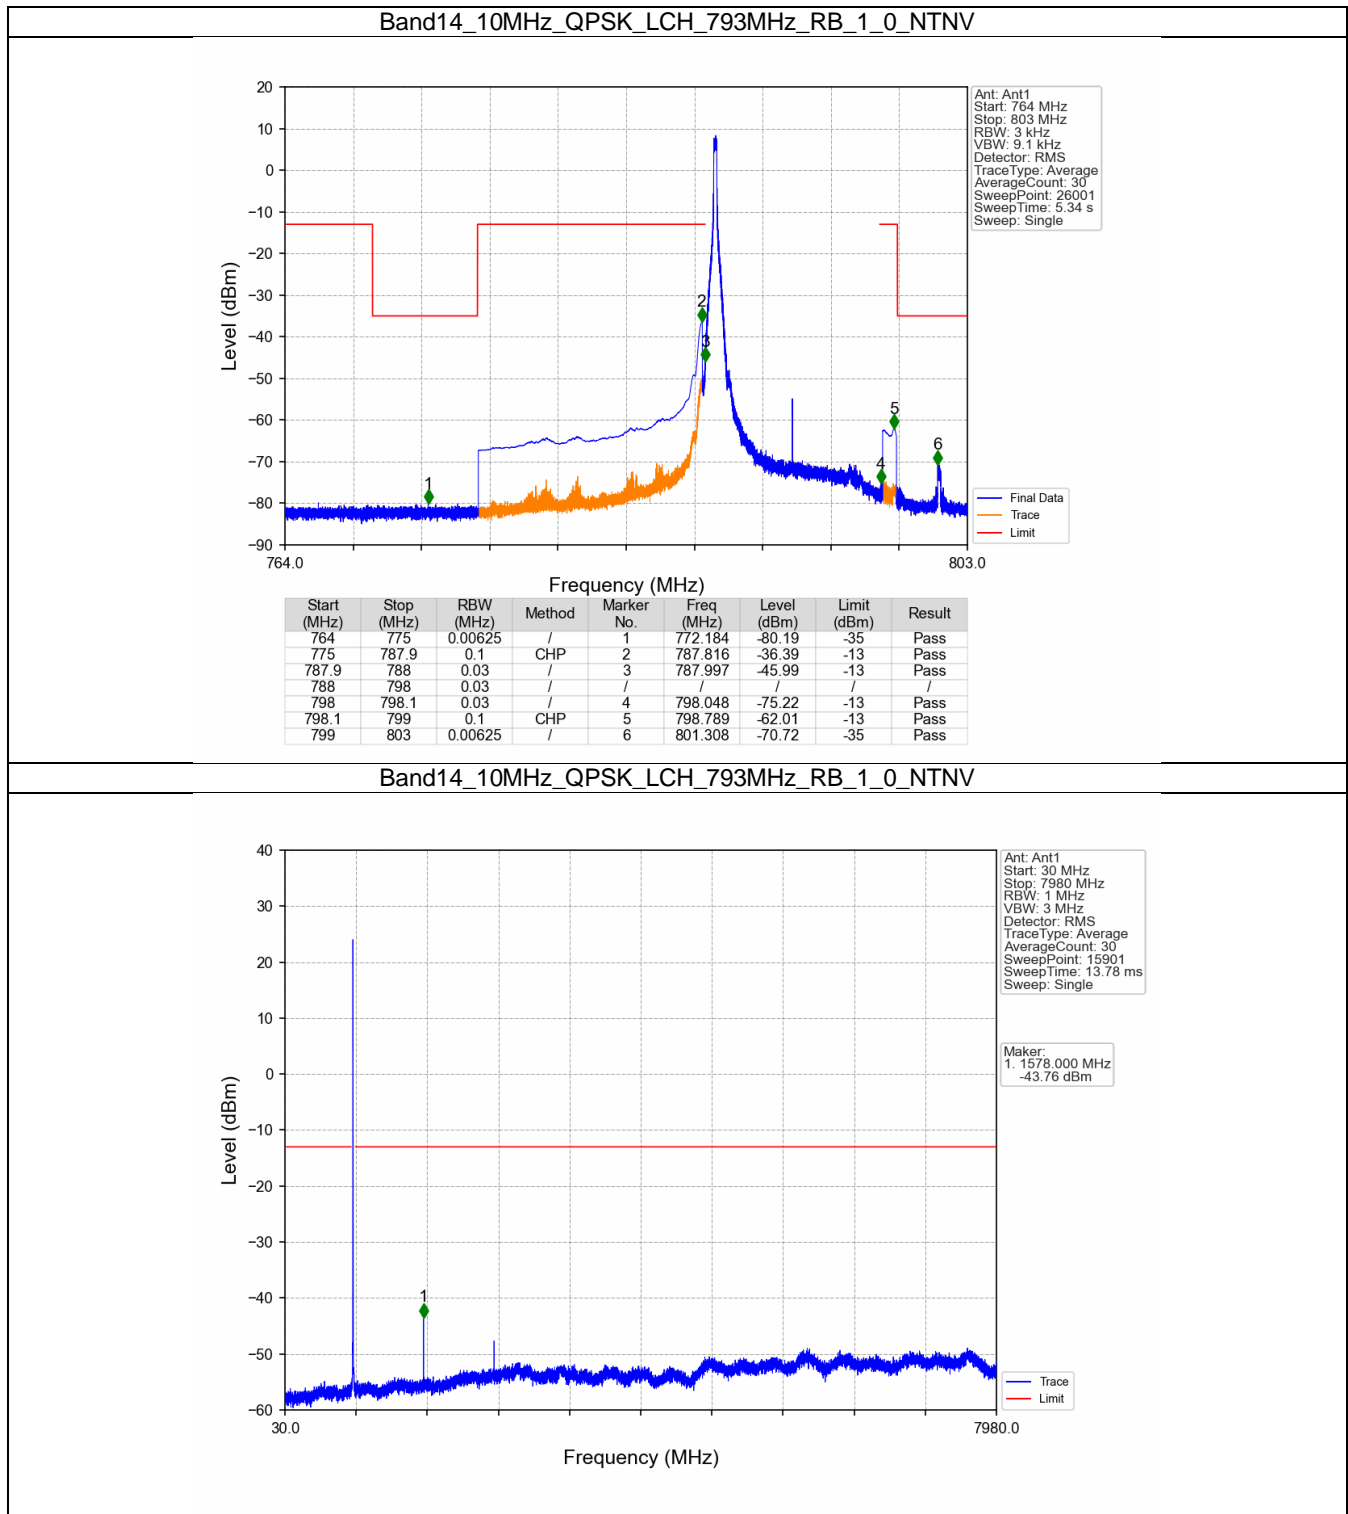 Band14_10MHz_QPSK_LCH_793MHz_RB_1_0_NTNV
20
10
0
−10
−20
−30
−40
−50
−60
−70
−80
−90
Level (dBm)
764.0
803.0
Frequency (MHz)
1
2
3
4
5
6
Ant: Ant1
Start: 764 MHz
Stop: 803 MHz
RBW: 3 kHz
VBW: 9.1 kHz
Detector: RMS
TraceType: Average
AverageCount: 30
SweepPoint: 26001
SweepTime: 5.34 s
Sweep: Single
Final Data
Trace
Limit
Start (MHz) Stop (MHz) RBW (MHz) Method Marker No. Freq (MHz) Level (dBm) Limit (dBm) Result
764 775 0.00625 / 1 772.184 -80.19 -35 Pass
775 787.9 0.1 CHP 2 787.816 -36.39 -13 Pass
787.9 788 0.03 / 3 787.997 -45.99 -13 Pass
788 798 0.03 / / / / / /
798 798.1 0.03 / 4 798.048 -75.22 -13 Pass
798.1 799 0.1 CHP 5 798.789 -62.01 -13 Pass
799 803 0.00625 / 6 801.308 -70.72 -35 Pass
Band14_10MHz_QPSK_LCH_793MHz_RB_1_0_NTNV
40
30
20
10
0
−10
−20
−30
−40
−50
−60
Level (dBm)
30.0
7980.0
Frequency (MHz)
1
Ant: Ant1
Start: 30 MHz
Stop: 7980 MHz
RBW: 1 MHz
VBW: 3 MHz
Detector: RMS
TraceType: Average
AverageCount: 30
SweepPoint: 15901
SweepTime: 13.78 ms
Sweep: Single
Maker:
1. 1578.000 MHz
-43.76 dBm
Trace
Limit